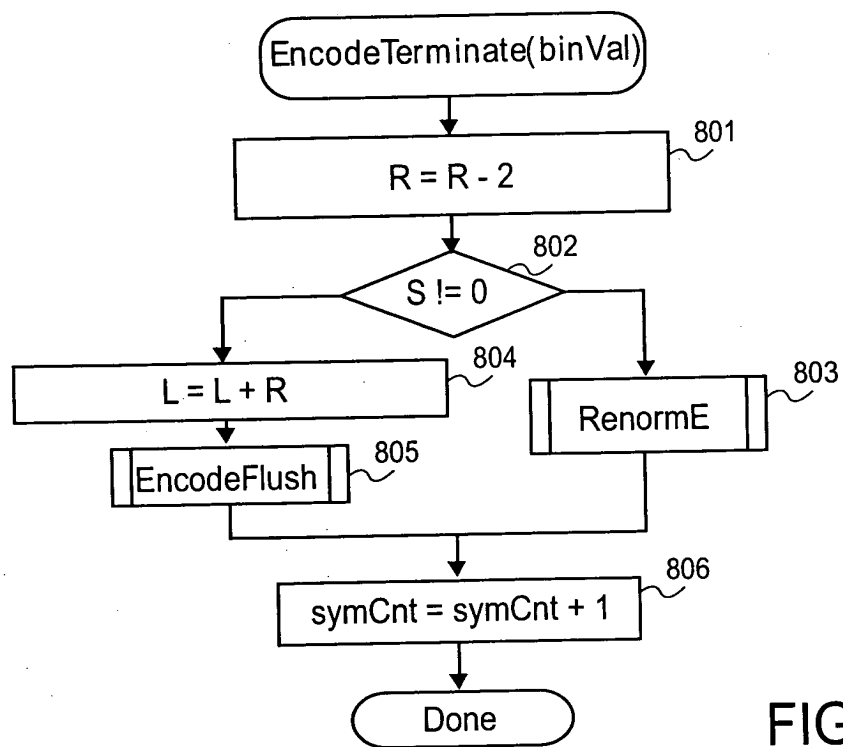 EncodeTerminate(binVal)
801
R = R - 2
802
S != 0
804
L = L + R
803
RenormE
805
EncodeFlush
806
symCnt = symCnt + 1
Done
FIG